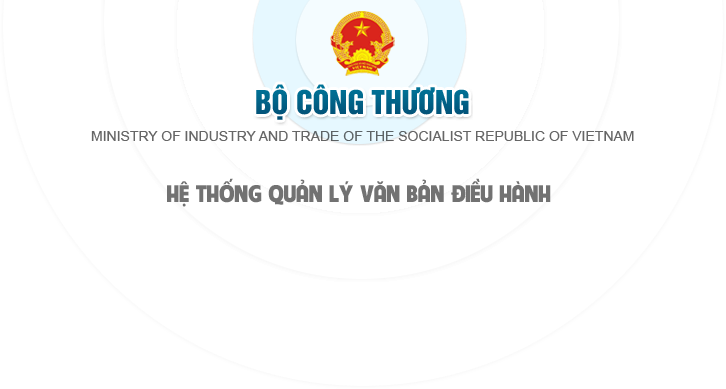 BỘ CÔNG THƯƠNG
MINISTRY OF INDUSTRY AND TRADE OF THE SOCIALIST REPUBLIC OF VIETNAM
HỆ THỐNG QUẢN LÝ VĂN BẢN ĐIỀU HÀNH